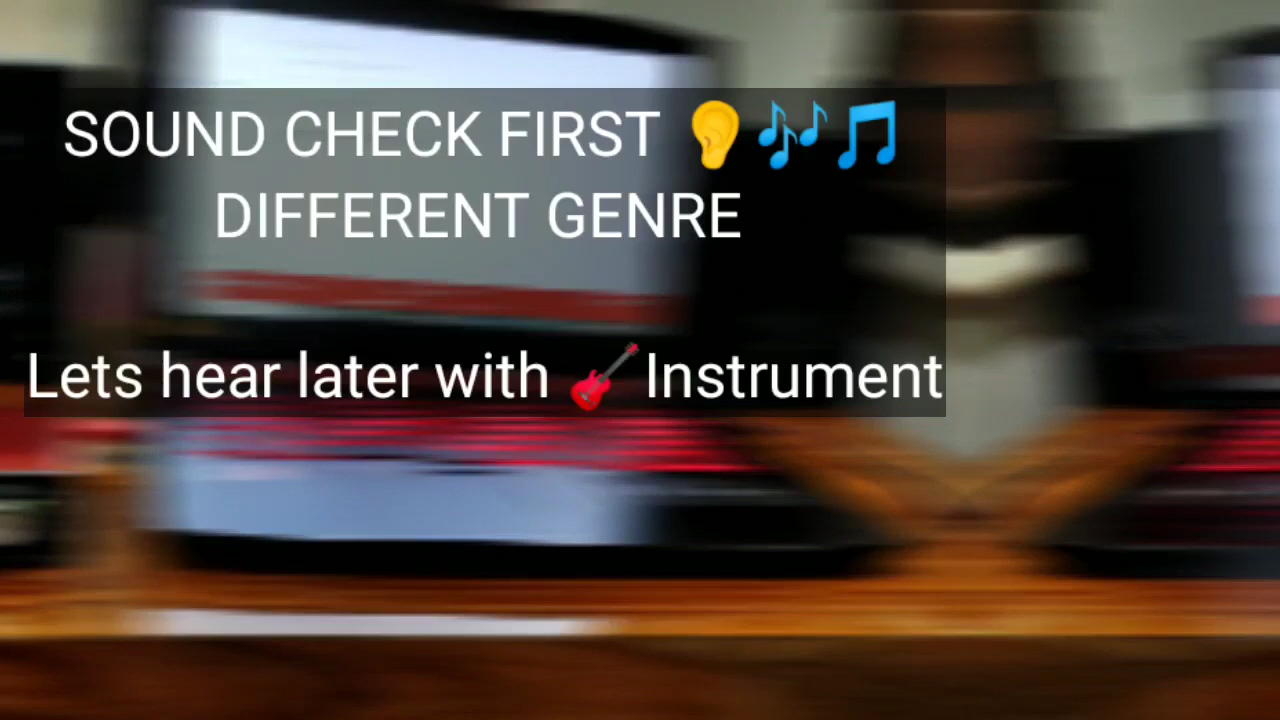 SOUND CHECK FIRST 👂🎶🎵
DIFFERENT GENRE
Lets hear later with 🎸Instrument